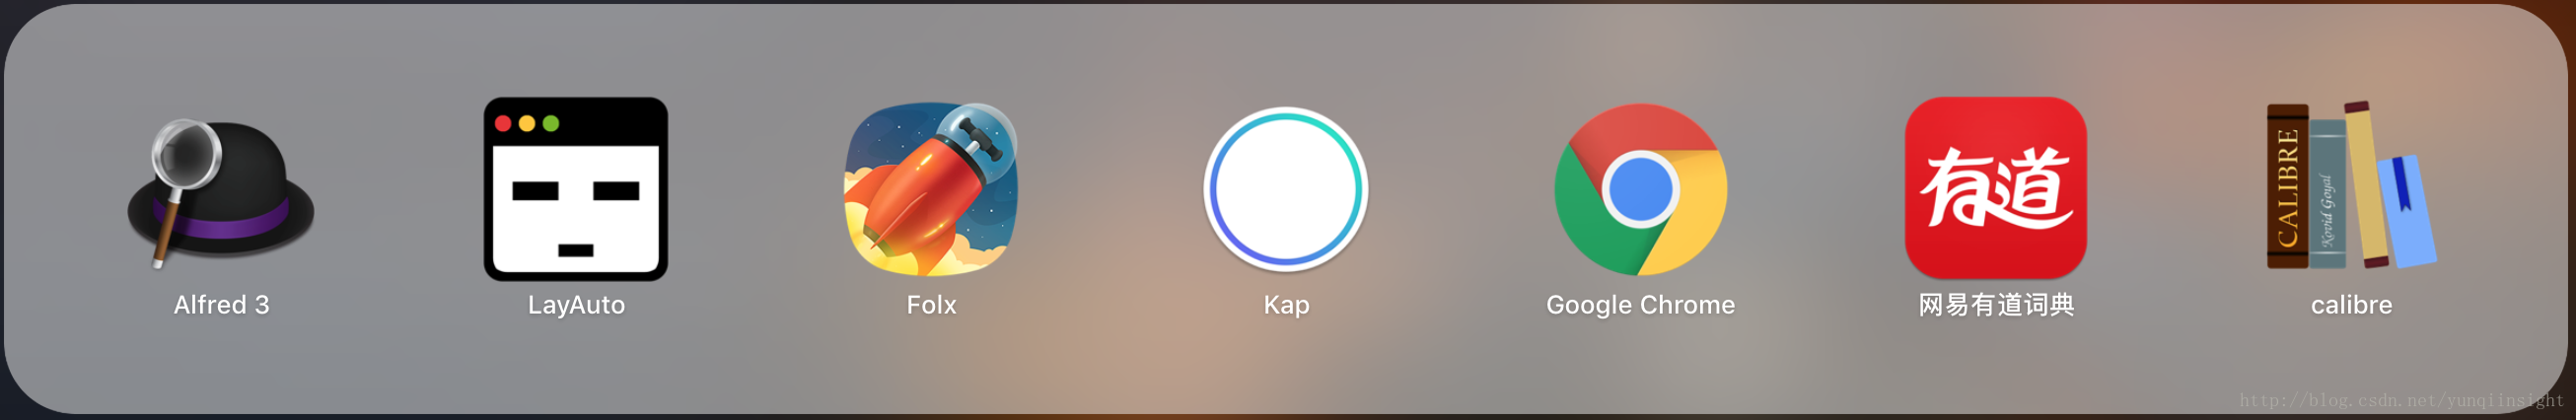 有道
CALIBRE
Kovid Goyal
Alfred 3
LayAuto
Folx
Kap
Google Chrome
网易有道词典
calibre
http://blog.csdn.net/yunqiinsight